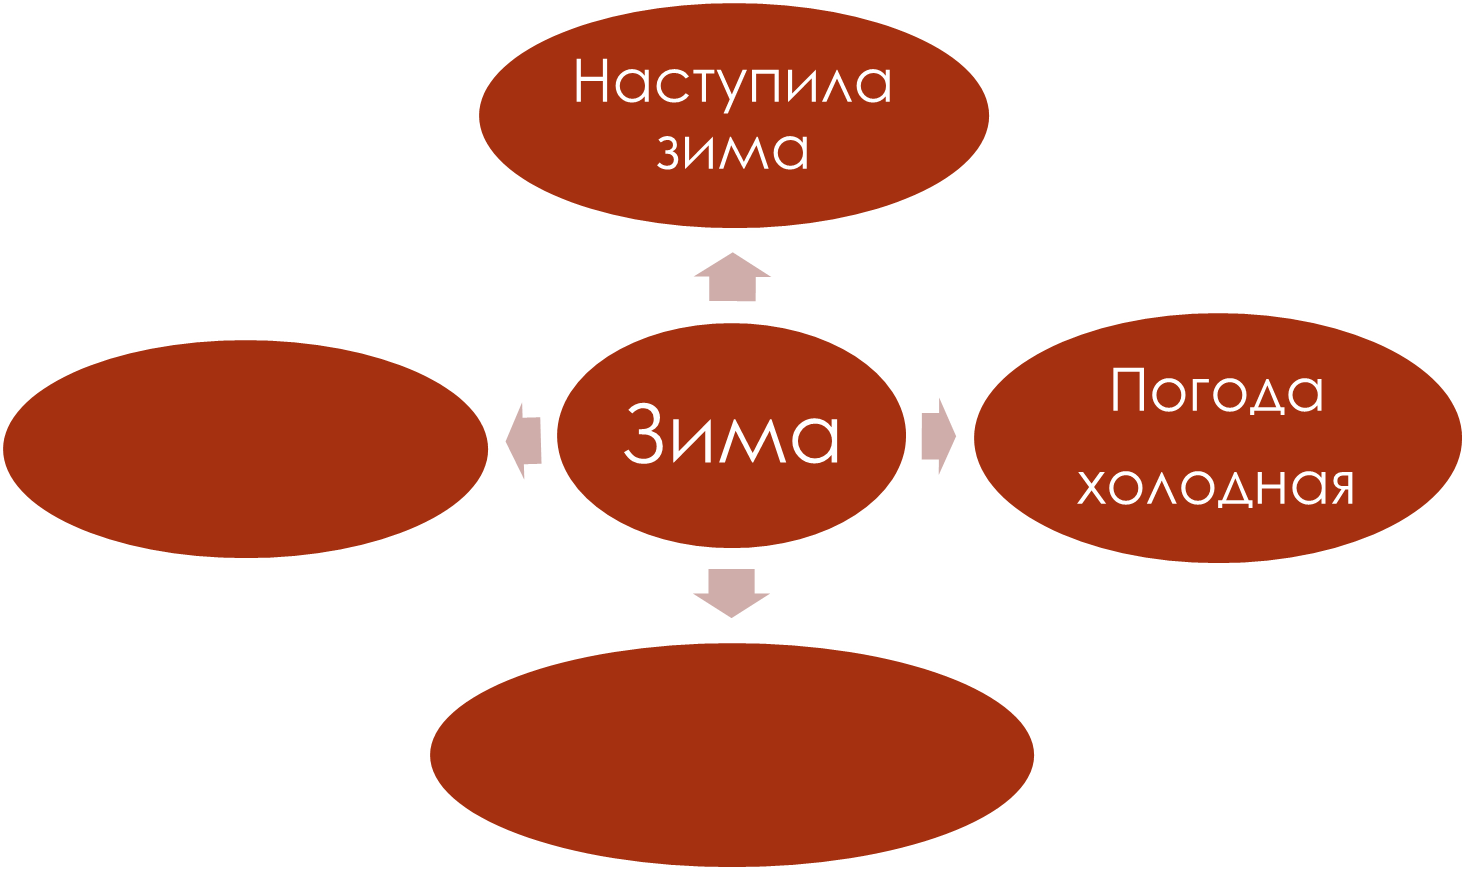 Наступила
зима
Зима
Погода
холодная